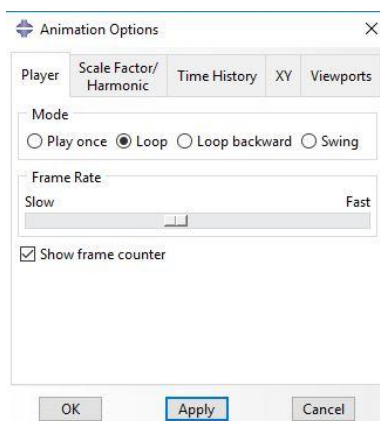 Animation Options
Player
Scale Factor/
Harmonic
Time History
XY
Viewports
Mode
Play once
Loop
Loop backward
Swing
Frame Rate
Slow
Fast
Show frame counter
OK
Apply
Cancel